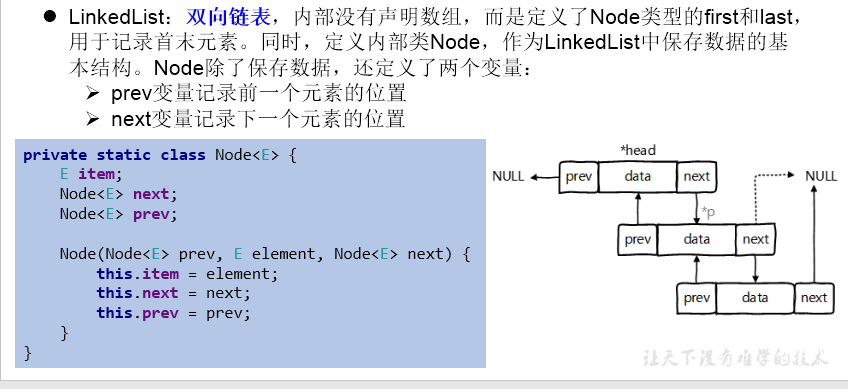 ● LinkedList：双向链表，内部没有声明数组，而是定义了Node类型的first和last，
用于记录首末元素。同时，定义内部类Node，作为LinkedList中保存数据的基
本结构。Node除了保存数据，还定义了两个变量：
➢ prev变量记录前一个元素的位置
➢ next变量记录下一个元素的位置
private static class Node<E> {
E item;
Node<E> next;
Node<E> prev;
Node(Node<E> prev, E element, Node<E> next) {
this.item = element;
this.next = next;
this.prev = prev;
}
}
*head
NULL prev data next NULL
*p
prev data next
prev data next
让天下没有难学的技术